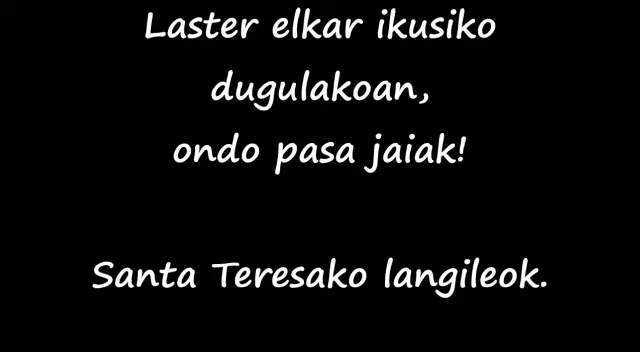 Laster elkar ikusiko
dugulakoan,
ondo pasa jaiak!
Santa Teresako langileok.